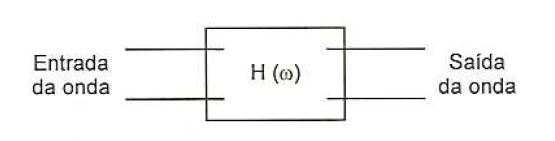 Entrada
da onda
H (ω)
Saída
da onda